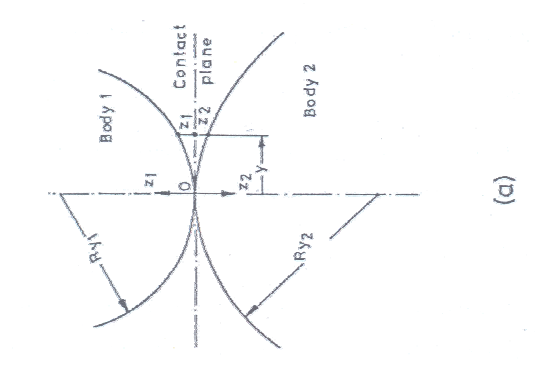 Body 1
Contact
plane
z1
z2
Body 2
z1
O
z2
y
Ry1
Ry2
(a)